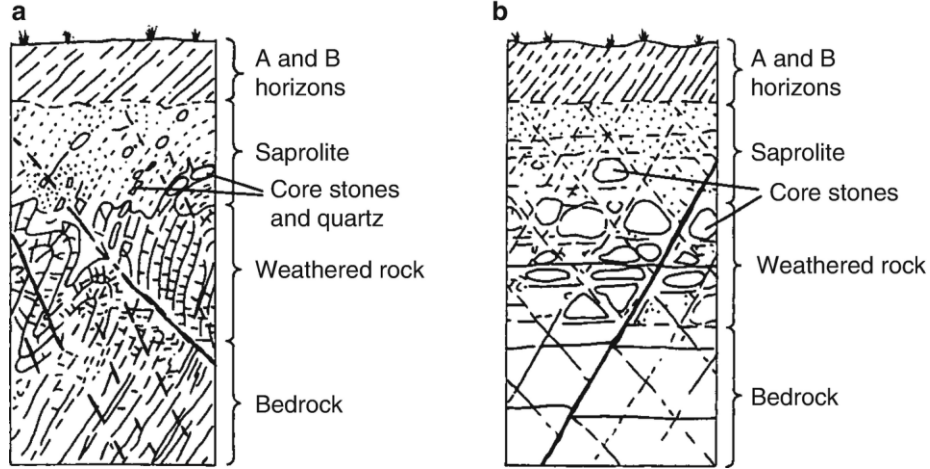 a
A and B
horizons
Saprolite
Core stones
and quartz
Weathered rock
Bedrock
b
A and B
horizons
Saprolite
Core stones
Weathered rock
Bedrock